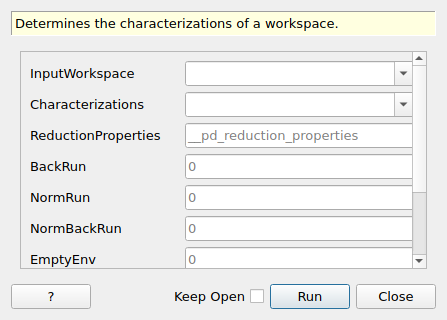 Determines the characterizations of a workspace.
InputWorkspace
Characterizations
ReductionProperties __pd_reduction_properties
BackRun 0
NormRun 0
NormBackRun 0
EmptyEnv 0
? Keep Open Run Close